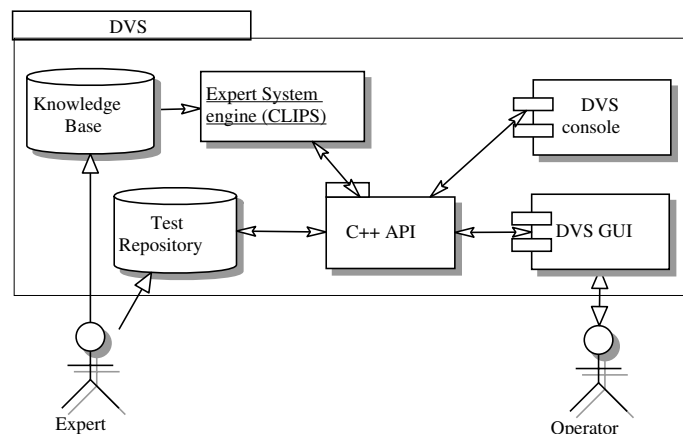 DVS
Knowledge
Base
Expert System
engine (CLIPS)
DVS
console
Test
Repository
C++ API
DVS GUI
Expert
Operator